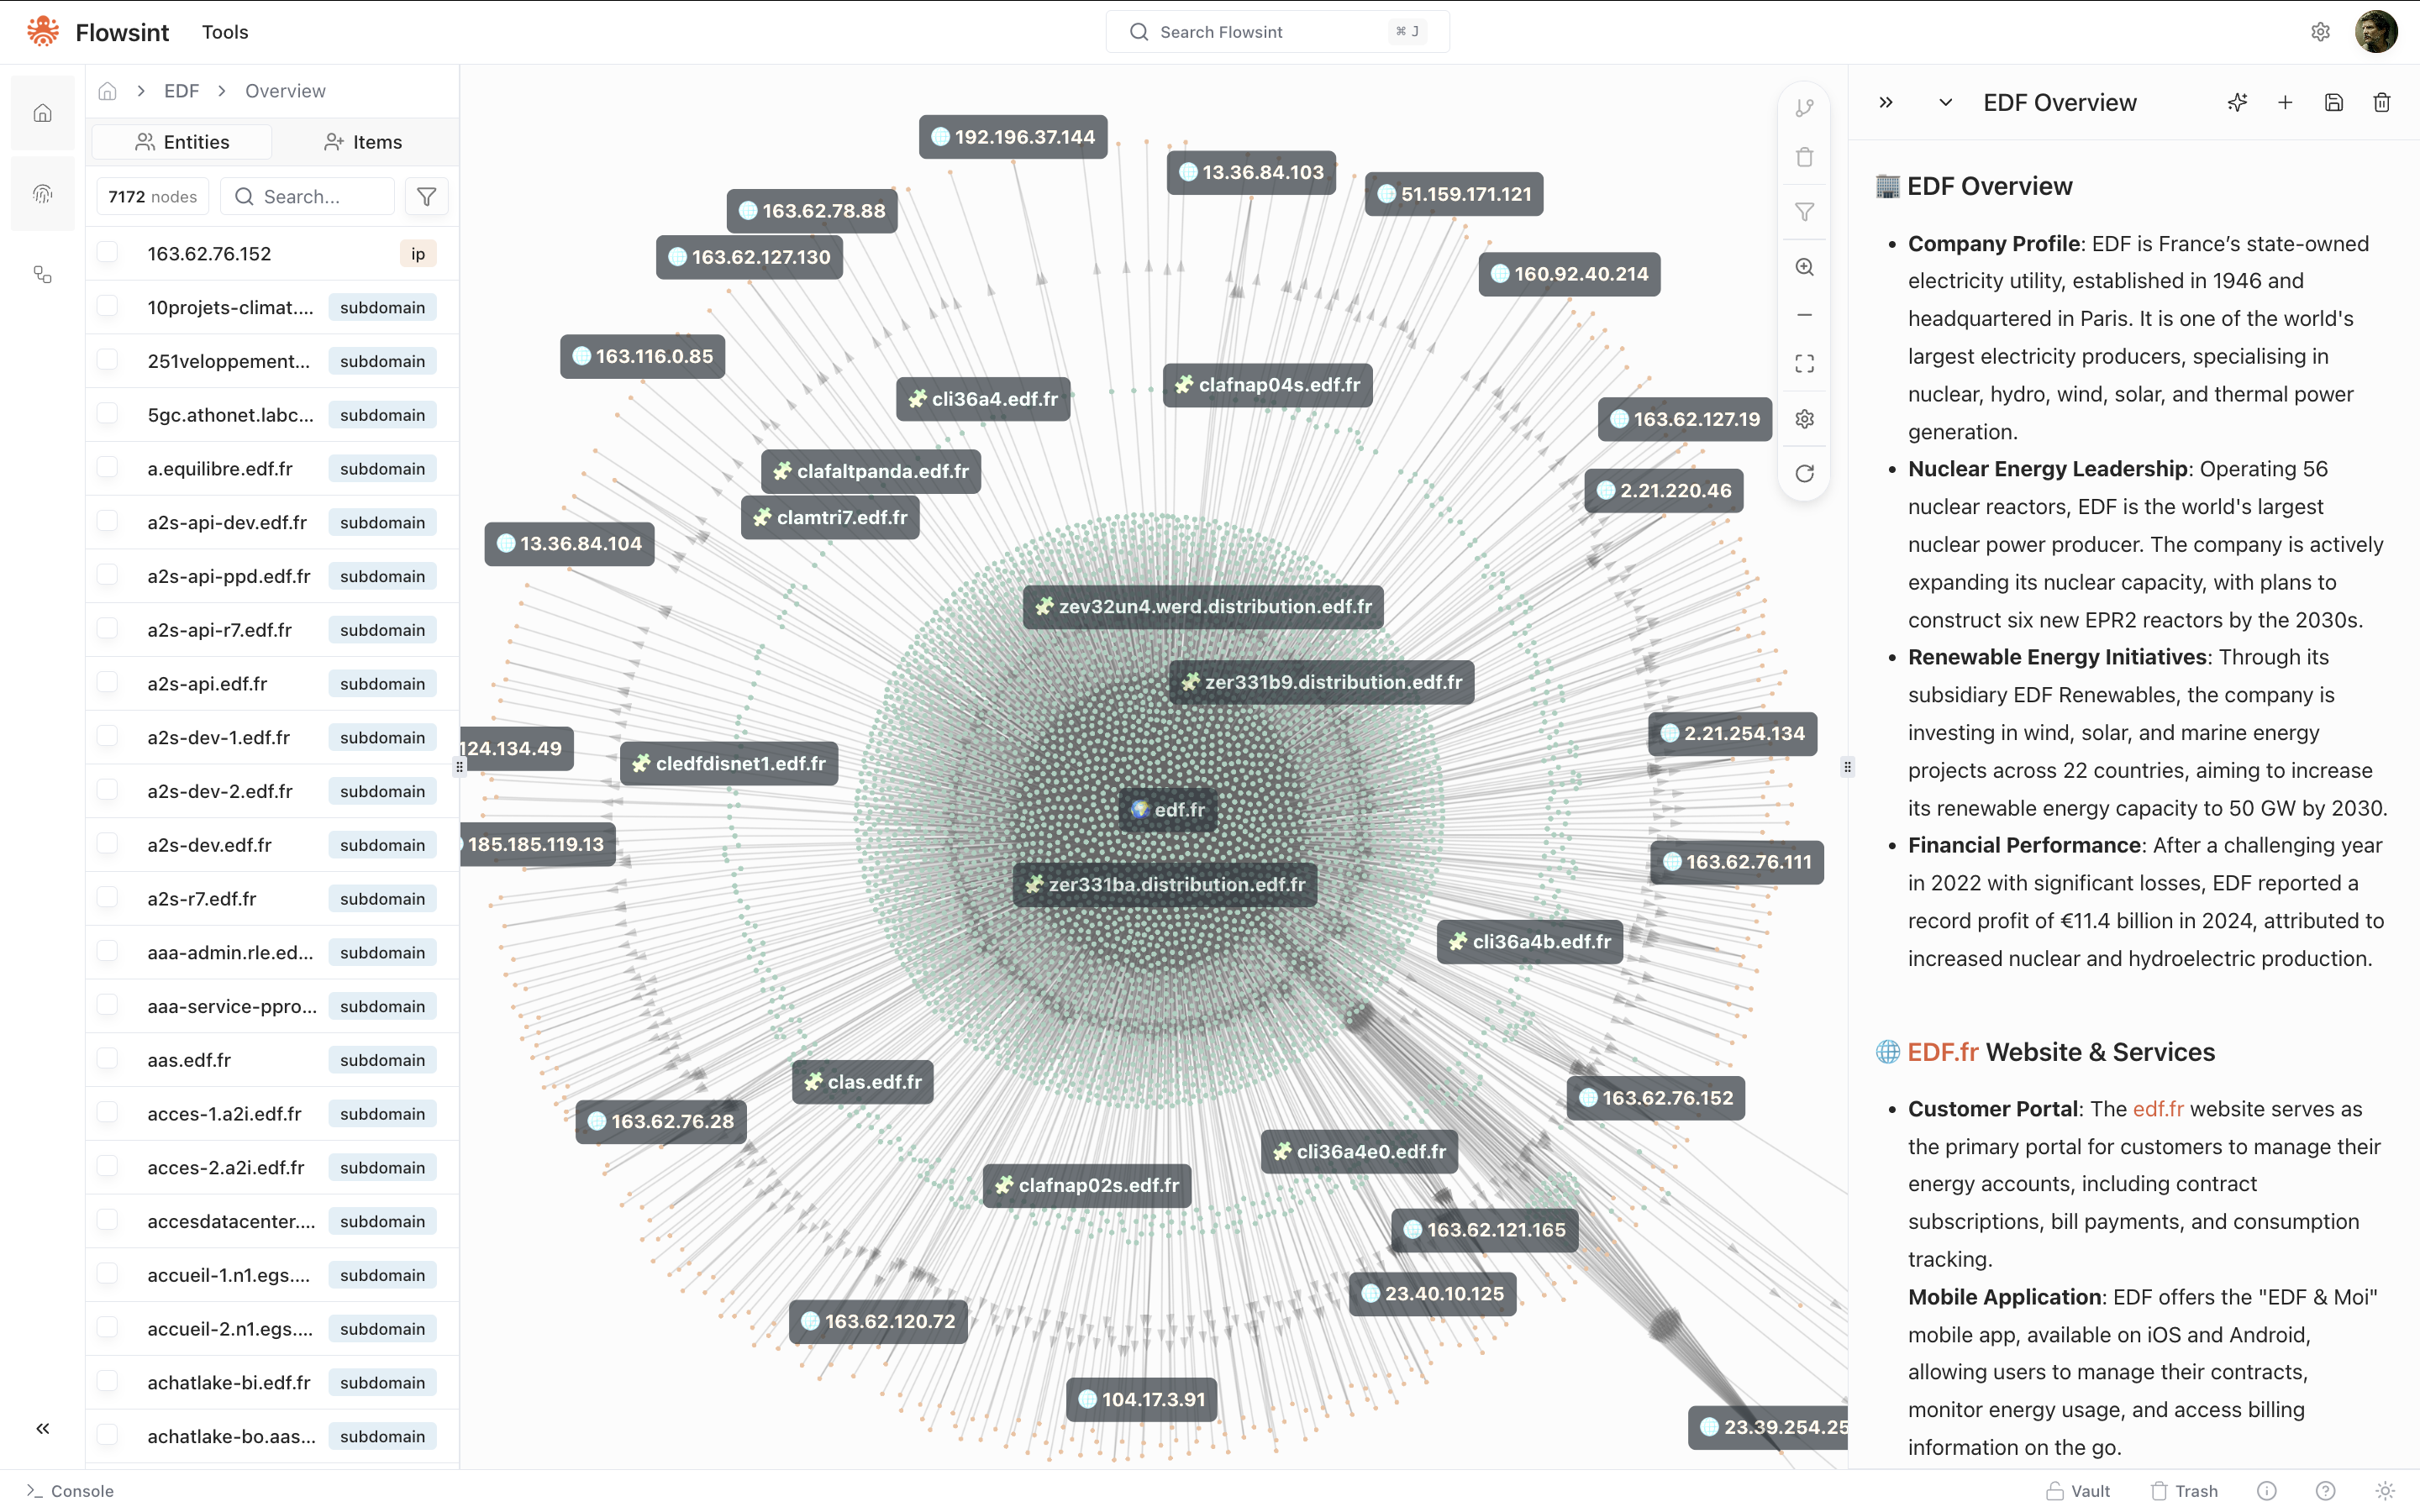 Flowsint
Tools
Search Flowsint
⌘ J
EDF
Overview
Entities
Items
7172 nodes
Search...
163.62.76.152 ip
10projets-climat.... subdomain
251veloppement... subdomain
5gc.athonet.labc... subdomain
a.equilibre.edf.fr subdomain
a2s-api-dev.edf.fr subdomain
a2s-api-ppd.edf.fr subdomain
a2s-api-r7.edf.fr subdomain
a2s-api.edf.fr subdomain
a2s-dev-1.edf.fr subdomain
a2s-dev-2.edf.fr subdomain
a2s-dev.edf.fr subdomain
a2s-r7.edf.fr subdomain
aaa-admin.rle.ed... subdomain
aaa-service-ppro... subdomain
aas.edf.fr subdomain
acces-1.a2i.edf.fr subdomain
acces-2.a2i.edf.fr subdomain
accesdatacenter.... subdomain
accueil-1.n1.egs.... subdomain
accueil-2.n1.egs.... subdomain
achatlake-bi.edf.fr subdomain
achatlake-bo.aas... subdomain
192.196.37.144
13.36.84.103
51.159.171.121
163.62.78.88
163.62.127.130
160.92.40.214
163.116.0.85
clafnap04s.edf.fr
cli36a4.edf.fr
163.62.127.19
clafaltpanda.edf.fr
2.21.220.46
clamtri7.edf.fr
13.36.84.104
zev32un4.werd.distribution.edf.fr
zer331b9.distribution.edf.fr
2.21.254.134
124.134.49
cledfdisnet1.edf.fr
edf.fr
185.185.119.13
163.62.76.111
zer331ba.distribution.edf.fr
cli36a4b.edf.fr
clas.edf.fr
163.62.76.152
163.62.76.28
cli36a4e0.edf.fr
clafnap02s.edf.fr
163.62.121.165
23.40.10.125
163.62.120.72
104.17.3.91
23.39.254.25
EDF Overview
EDF Overview
• Company Profile: EDF is France’s state-owned
electricity utility, established in 1946 and
headquartered in Paris. It is one of the world's
largest electricity producers, specialising in
nuclear, hydro, wind, solar, and thermal power
generation.
• Nuclear Energy Leadership: Operating 56
nuclear reactors, EDF is the world's largest
nuclear power producer. The company is actively
expanding its nuclear capacity, with plans to
construct six new EPR2 reactors by the 2030s.
• Renewable Energy Initiatives: Through its
subsidiary EDF Renewables, the company is
investing in wind, solar, and marine energy
projects across 22 countries, aiming to increase
its renewable energy capacity to 50 GW by 2030.
• Financial Performance: After a challenging year
in 2022 with significant losses, EDF reported a
record profit of €11.4 billion in 2024, attributed to
increased nuclear and hydroelectric production.
EDF.fr Website & Services
• Customer Portal: The edf.fr website serves as
the primary portal for customers to manage their
energy accounts, including contract
subscriptions, bill payments, and consumption
tracking.
Mobile Application: EDF offers the "EDF & Moi"
mobile app, available on iOS and Android,
allowing users to manage their contracts,
monitor energy usage, and access billing
information on the go.
Console
Vault
Trash